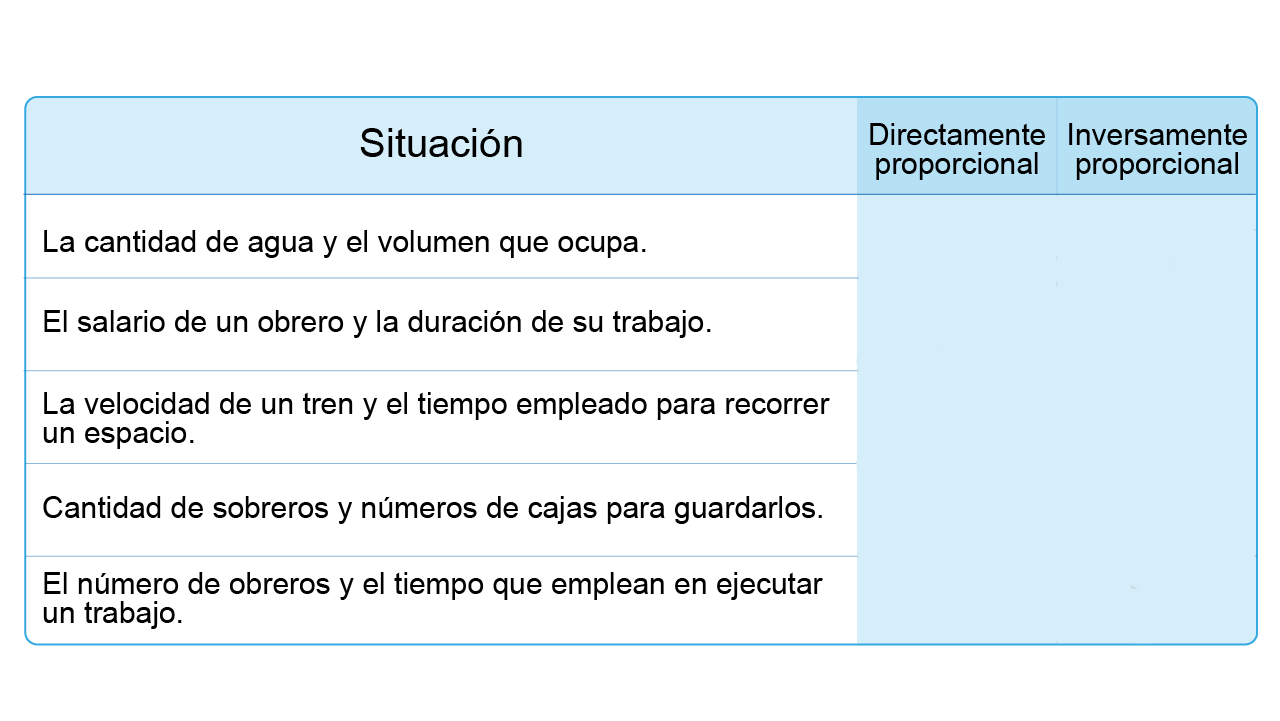 Situación
Directamente
proporcional
Inversamente
proporcional
La cantidad de agua y el volumen que ocupa.
El salario de un obrero y la duración de su trabajo.
La velocidad de un tren y el tiempo empleado para recorrer
un espacio.
Cantidad de sobreros y números de cajas para guardarlos.
El número de obreros y el tiempo que emplean en ejecutar
un trabajo.